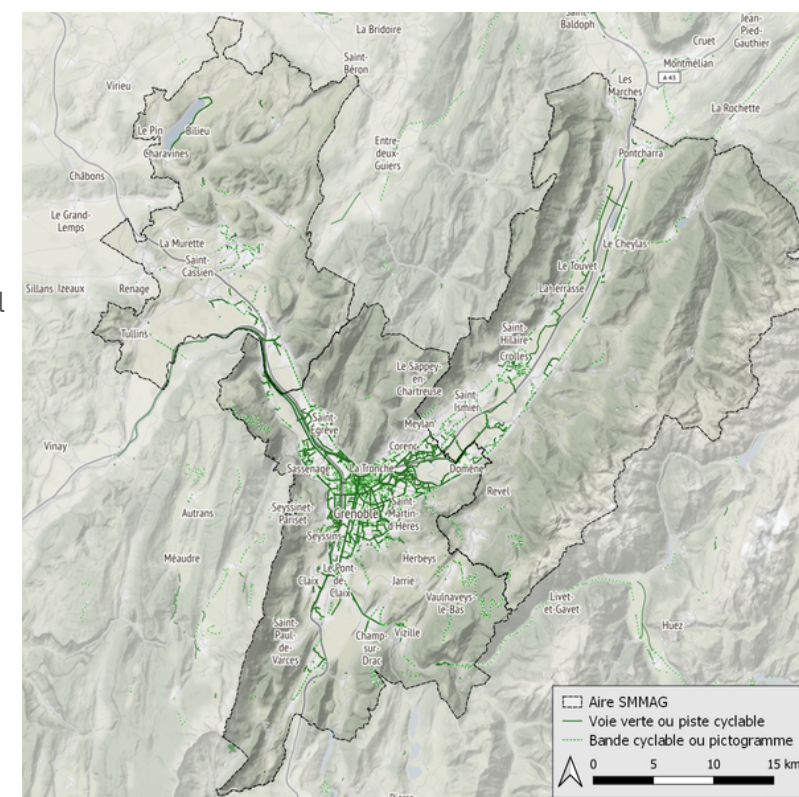 Saint-
Baldoph
Jean-
Pied-
Gauthier
La Bridoire
Cruet
Saint-
Béron
Montmélian
A 43
Les
Marches
Virieu
La Rochette
Le Pin
Bilieu
Charavines
Entre-
deux-
Guiers
Pontcharra
Châbons
Le Grand-
Lemps
La Murette
Saint-
Cassien
Le Cheylas
Le Touvet
La Terrasse
Sillans
Izeaux
Renage
l
Tullins
Saint-
Hilaire
Crolles
Le Sappey-
en-
Chartreuse
Saint-
Ismier
Saint-
Egrève
Meylan
Corenc
Vinay
Sassenage
La Tronche
Domène
Revel
Autrans
Seyssinet-
Pariset
Grenoble
Saint-
Martin-
d'Hères
Seyssins
Méaudre
Herbeys
Le Pont-
de-
Claix
Claix
Jarrie
Vaulnaveys-
le-Bas
Livet-
et-Gavet
Saint-
Paul-
de-
Varces
Champ-
sur-
Drac
Vizille
Huez
Aire SMMAG
Voie verte ou piste cyclable
Bande cyclable ou pictogramme
0 5 10 15 km